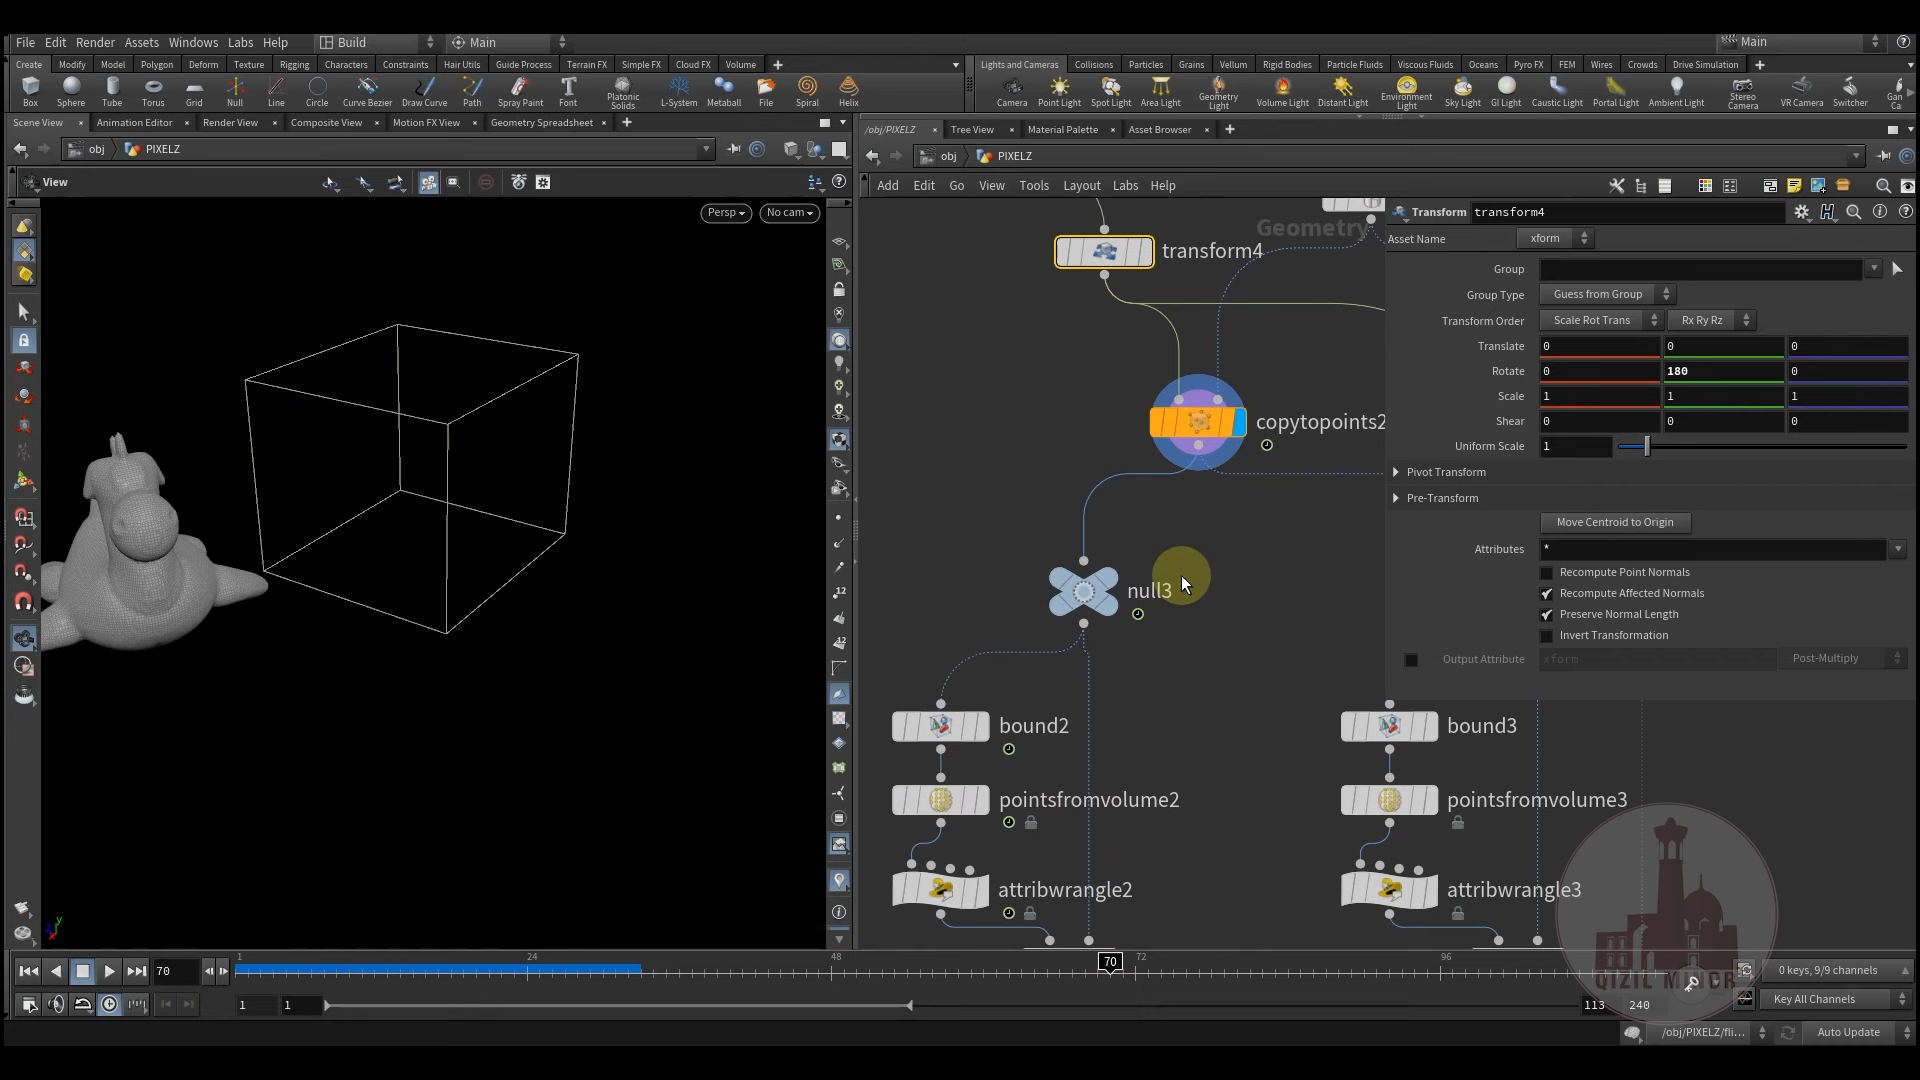 File Edit Render Assets Windows Labs Help Build Main Main
Create Modify Model Polygon Deform Texture Rigging Characters Constraints Hair Utils Guide Process Terrain FX Simple FX Cloud FX Volume
Lights and Cameras Collisions Particles Grains Vellum Rigid Bodies Particle Fluids Viscous Fluids Oceans Pyro FX FEM Wires Crowds Drive Simulation
Box Sphere Tube Torus Grid Null Line Circle Curve Bezier Draw Curve Path Spray Paint Font Platonic Solids L-System Metaball File Spiral Helix
Camera Point Light Spot Light Area Light Geometry Light Volume Light Distant Light Environment Light Sky Light GI Light Caustic Light Portal Light Ambient Light Stereo Camera VR Camera Switcher Gan Ca
Scene View Animation Editor Render View Composite View Motion FX View Geometry Spreadsheet
/obj/PIXELZ Tree View Material Palette Asset Browser
obj PIXELZ
obj PIXELZ
View
Add Edit Go View Tools Layout Labs Help
Persp No cam
Geometry
transform4
copytopoints2
null3
bound2
bound3
pointsfromvolume2
pointsfromvolume3
attribwrangle2
attribwrangle3
Transform transform4
Asset Name xform
Group
Group Type Guess from Group
Transform Order Scale Rot Trans Rx Ry Rz
Translate 0 0 0
Rotate 0 180 0
Scale 1 1 1
Shear 0 0 0
Uniform Scale 1
Pivot Transform
Pre-Transform
Move Centroid to Origin
Attributes *
Recompute Point Normals
Recompute Affected Normals
Preserve Normal Length
Invert Transformation
Output Attribute xform Post-Multiply
12
12
y
QIZIL MINOR
70 1 24 48 70 72 96
0 keys, 9/9 channels
1 1 113 240
Key All Channels
/obj/PIXELZ/fli... Auto Update